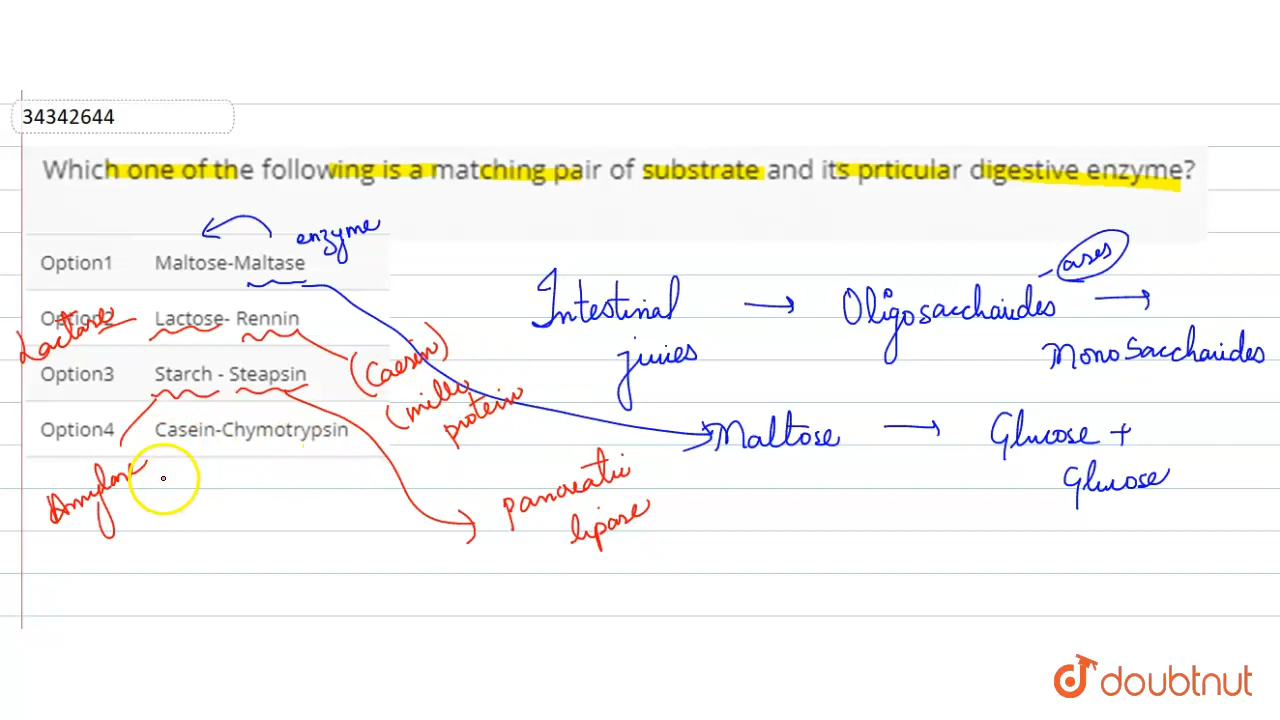 34342644
Which one of the following is a matching pair of substrate and its prticular digestive enzyme?
enzyme
Option1 Maltose-Maltase
Lactase
Option2 Lactose- Rennin
Option3 Starch - Steapsin
Option4 Casein-Chymotrypsin
Amylase
(Caesin)
(milk
protein
Pancreatic
lipase
- ases
Intestinal → Oligosacchaides →
juices Monosaccharides
Maltose → Glucose +
Glucose
doubtnut